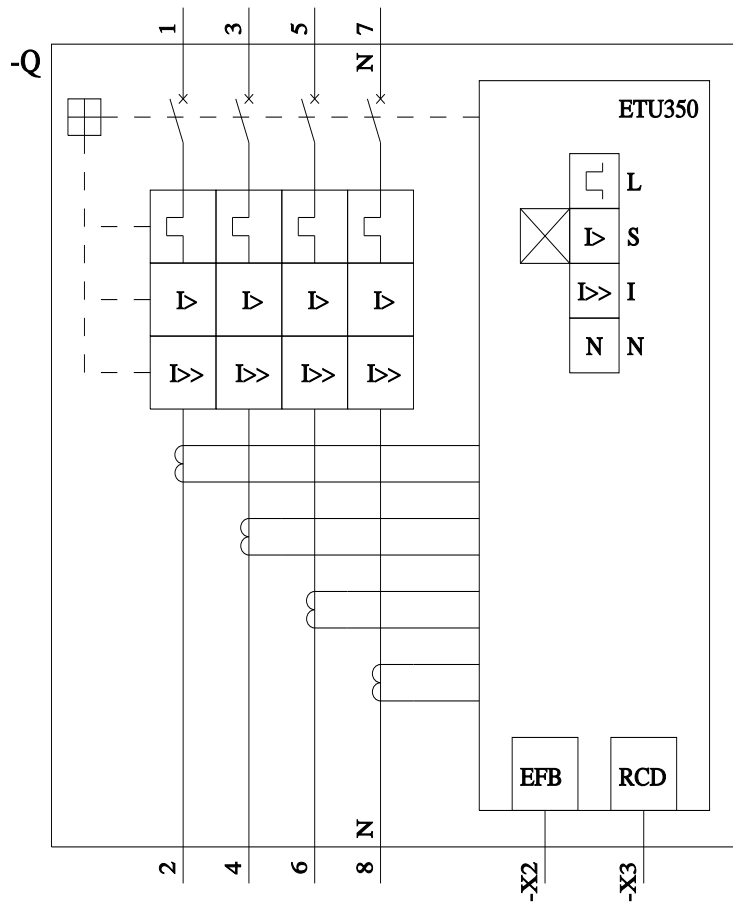 1 3 5 7
N
-Q
ETU350
L
I> S
I> I> I> I> I>> I
I>> I>> I>> I>> N N
EFB RCD
N
2 4 6 8 -X2 -X3